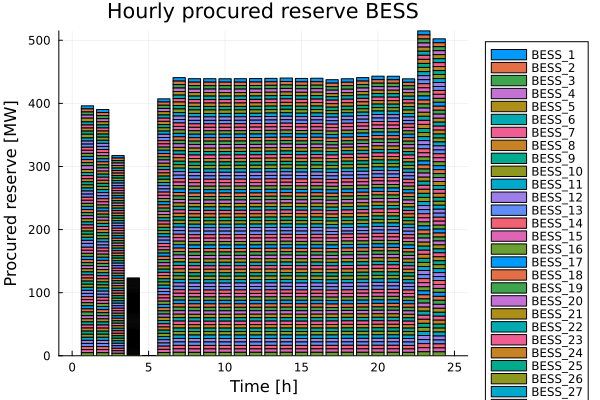 Hourly procured reserve BESS
Procured reserve [MW]
500
400
300
200
100
0
0 5 10 15 20 25
Time [h]
BESS_1
BESS_2
BESS_3
BESS_4
BESS_5
BESS_6
BESS_7
BESS_8
BESS_9
BESS_10
BESS_11
BESS_12
BESS_13
BESS_14
BESS_15
BESS_16
BESS_17
BESS_18
BESS_19
BESS_20
BESS_21
BESS_22
BESS_23
BESS_24
BESS_25
BESS_26
BESS_27